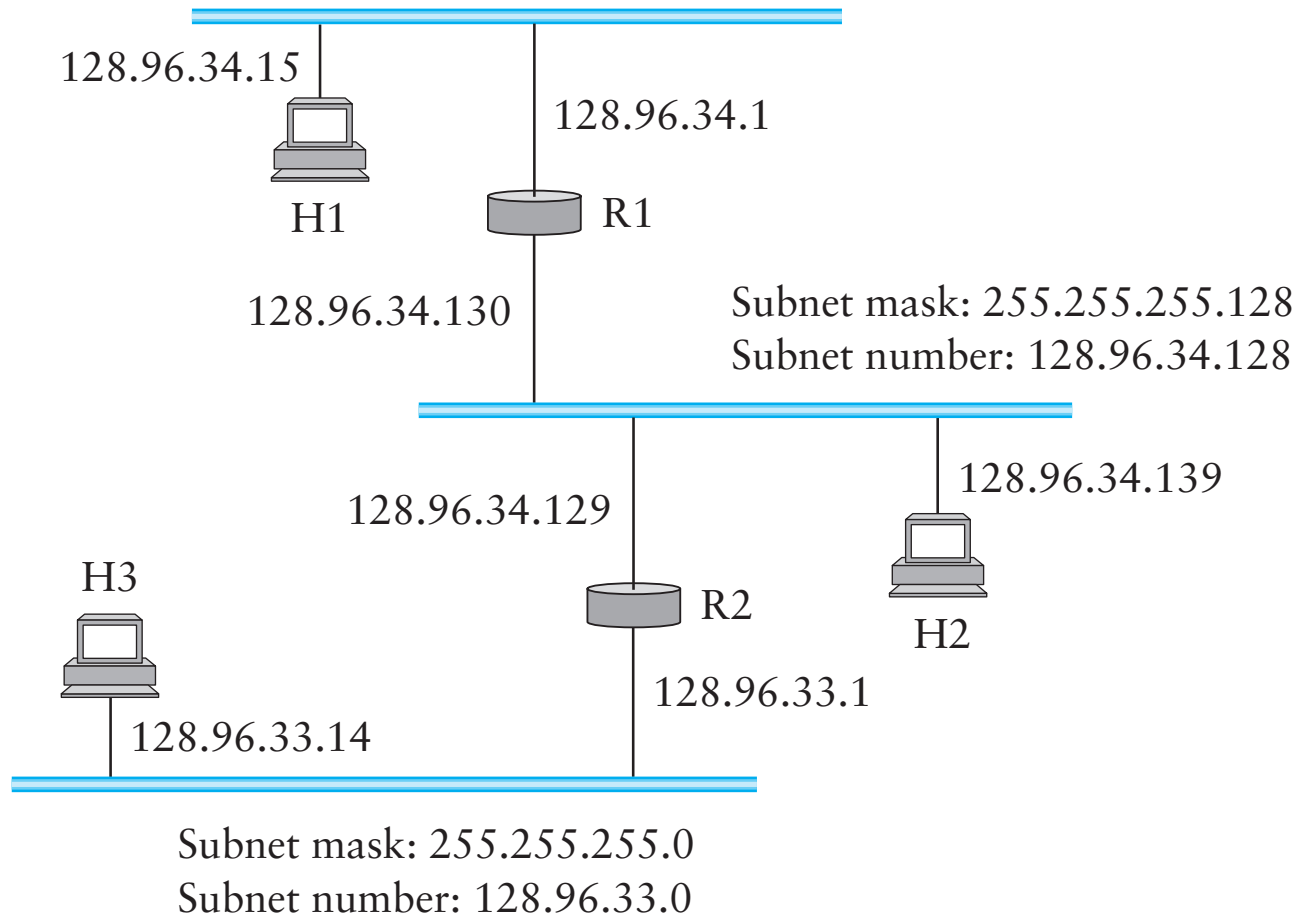 128.96.34.15
128.96.34.1
H1
R1
128.96.34.130
Subnet mask: 255.255.255.128
Subnet number: 128.96.34.128
128.96.34.139
128.96.34.129
H3
R2
H2
128.96.33.1
128.96.33.14
Subnet mask: 255.255.255.0
Subnet number: 128.96.33.0